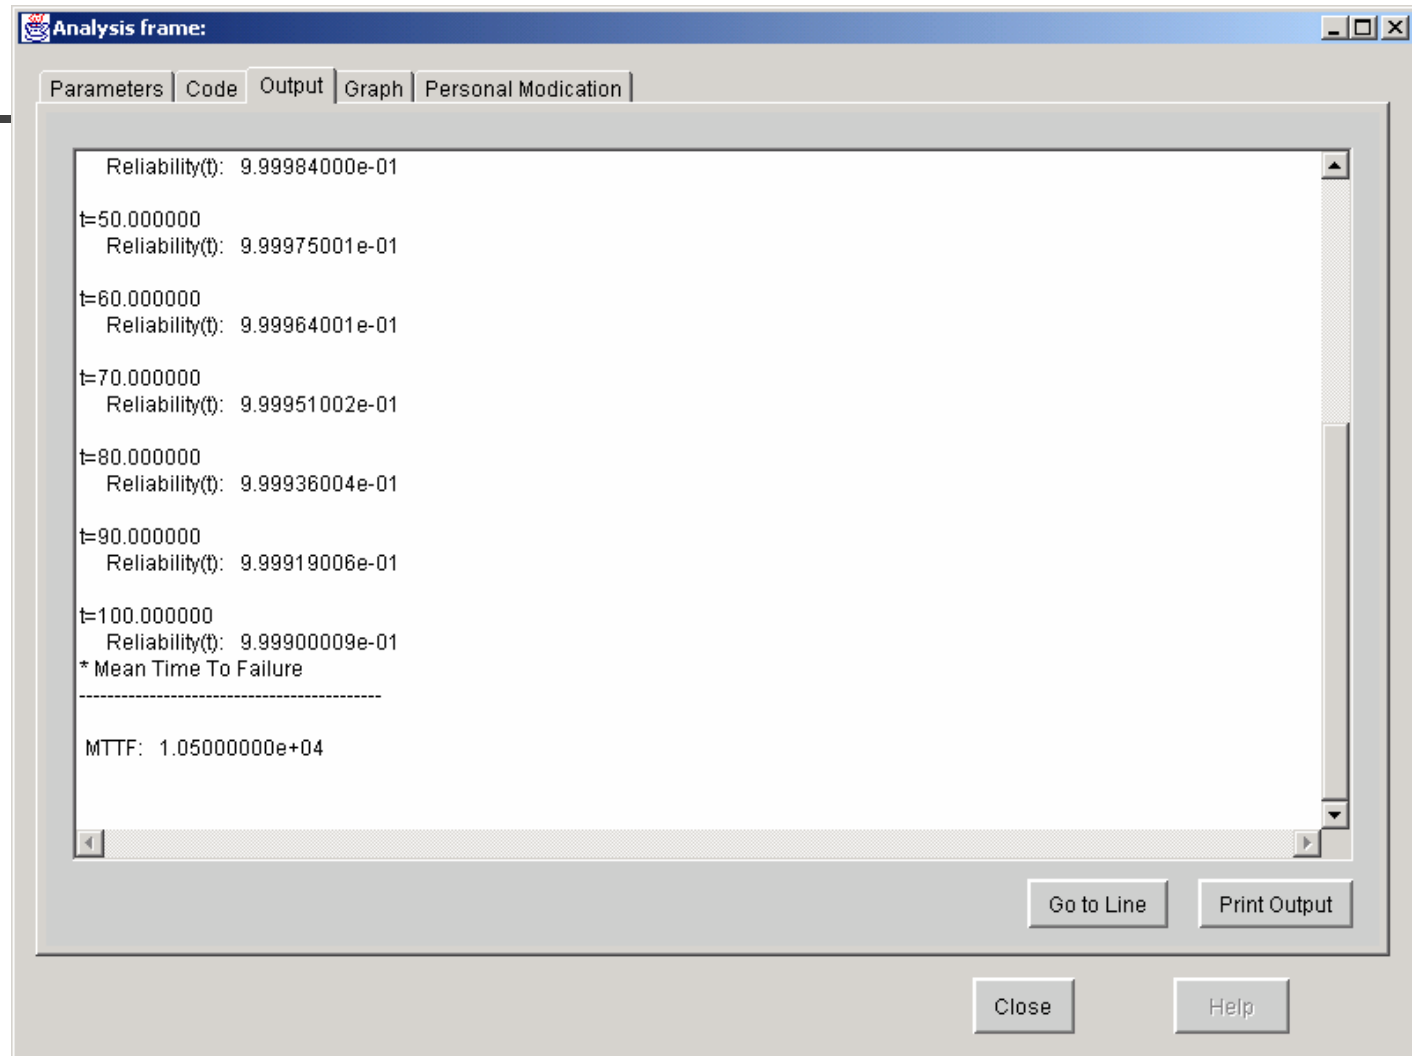 Analysis frame:
Parameters Code Output Graph Personal Modication
Reliability(t): 9.99984000e-01
t=50.000000
Reliability(t): 9.99975001e-01
t=60.000000
Reliability(t): 9.99964001e-01
t=70.000000
Reliability(t): 9.99951002e-01
t=80.000000
Reliability(t): 9.99936004e-01
t=90.000000
Reliability(t): 9.99919006e-01
t=100.000000
Reliability(t): 9.99900009e-01
* Mean Time To Failure
-------------------------------------------
MTTF: 1.05000000e+04
Go to Line Print Output
Close Help